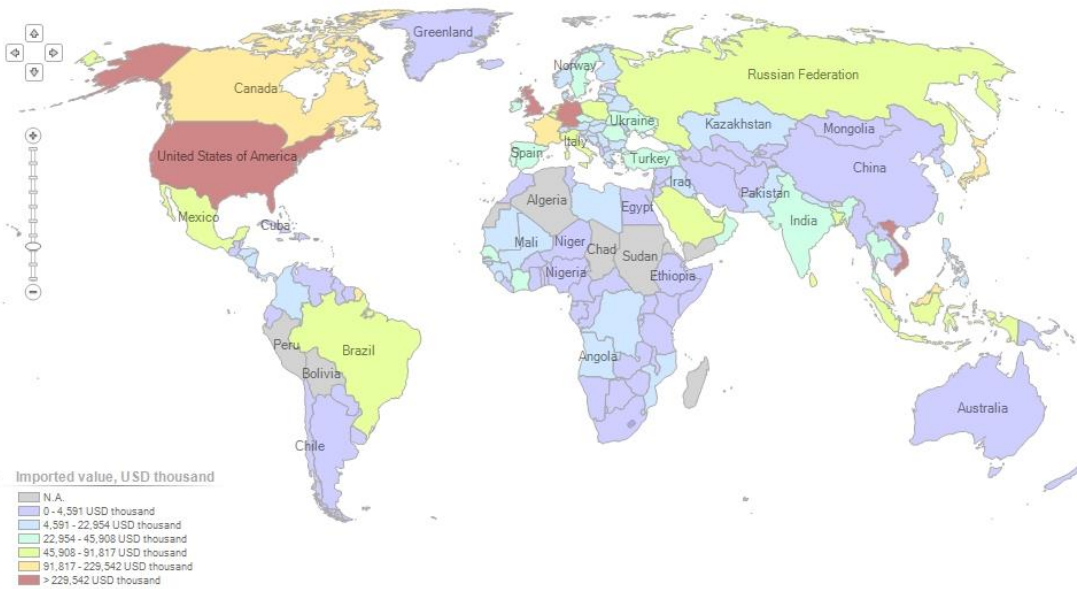 Greenland
Norway
Russian Federation
Canada
Ukraine
Kazakhstan
Mongolia
Italy
United States of America
Spain
Turkey
China
Iraq
Pakistan
Algeria
Egypt
Mexico
India
Cuba
Mali
Niger
Chad
Sudan
Nigeria
Ethiopia
Peru
Brazil
Angola
Bolivia
Australia
Chile
Imported value, USD thousand
N.A.
0 - 4,591 USD thousand
4,591 - 22,954 USD thousand
22,954 - 45,908 USD thousand
45,908 - 91,817 USD thousand
91,817 - 229,542 USD thousand
> 229,542 USD thousand